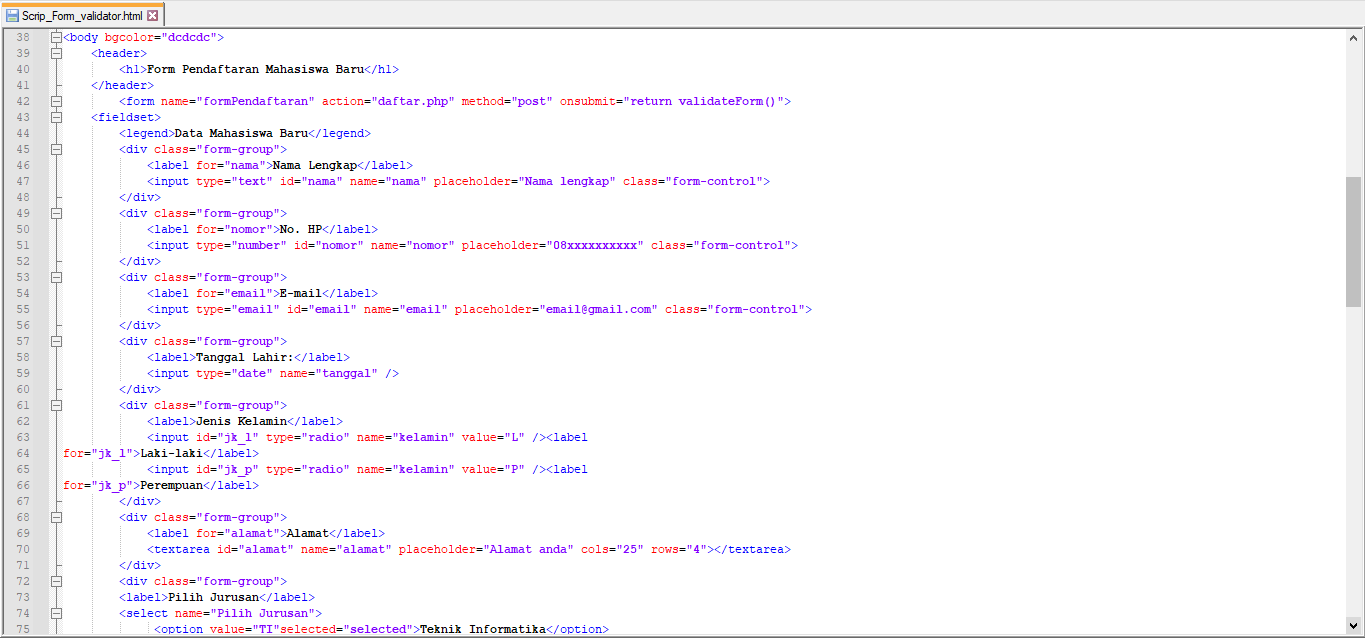 Scrip_Form_validator.html
38 <body bgcolor="dcdcdc">
39 <header>
40 <h1>Form Pendaftaran Mahasiswa Baru</h1>
41 </header>
42 <form name="formPendaftaran" action="daftar.php" method="post" onsubmit="return validateForm()">
43 <fieldset>
44 <legend>Data Mahasiswa Baru</legend>
45 <div class="form-group">
46 <label for="nama">Nama Lengkap</label>
47 <input type="text" id="nama" name="nama" placeholder="Nama lengkap" class="form-control">
48 </div>
49 <div class="form-group">
50 <label for="nomor">No. HP</label>
51 <input type="number" id="nomor" name="nomor" placeholder="08xxxxxxxxxx" class="form-control">
52 </div>
53 <div class="form-group">
54 <label for="email">E-mail</label>
55 <input type="email" id="email" name="email" placeholder="email@gmail.com" class="form-control">
56 </div>
57 <div class="form-group">
58 <label>Tanggal Lahir:</label>
59 <input type="date" name="tanggal" />
60 </div>
61 <div class="form-group">
62 <label>Jenis Kelamin</label>
63 <input id="jk_l" type="radio" name="kelamin" value="L" /><label
64 for="jk_l">Laki-laki</label>
65 <input id="jk_p" type="radio" name="kelamin" value="P" /><label
66 for="jk_p">Perempuan</label>
67 </div>
68 <div class="form-group">
69 <label for="alamat">Alamat</label>
70 <textarea id="alamat" name="alamat" placeholder="Alamat anda" cols="25" rows="4"></textarea>
71 </div>
72 <div class="form-group">
73 <label>Pilih Jurusan</label>
74 <select name="Pilih Jurusan">
75 <option value="TI"selected="selected">Teknik Informatika</option>